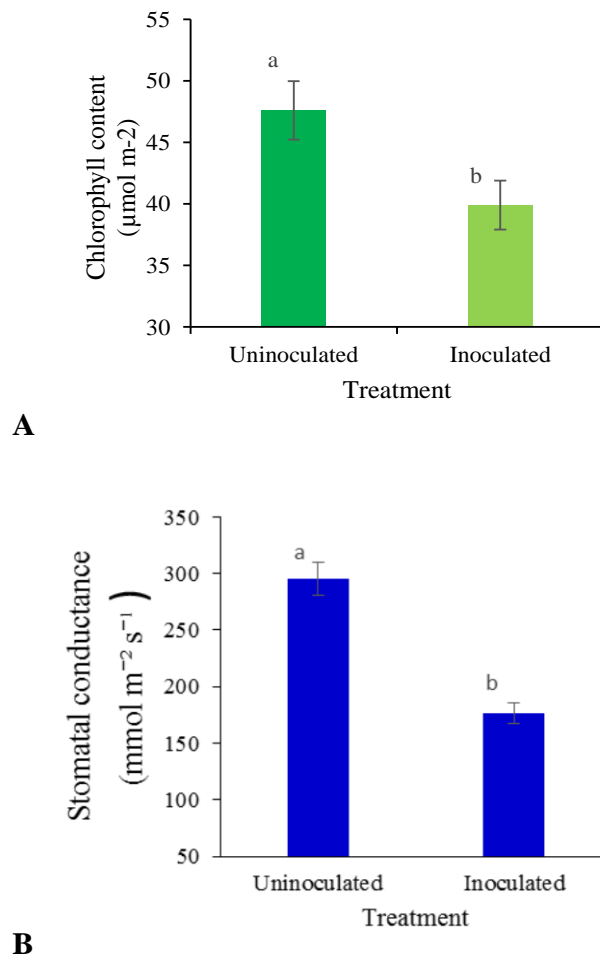 55
50
45
40
35
30
Chlorophyll content
(µmol m-2)
a
b
Uninoculated Inoculated
Treatment
A
350
300
250
200
150
100
50
Stomatal conductance
(mmol m⁻² s⁻¹)
a
b
Uninoculated Inoculated
Treatment
B